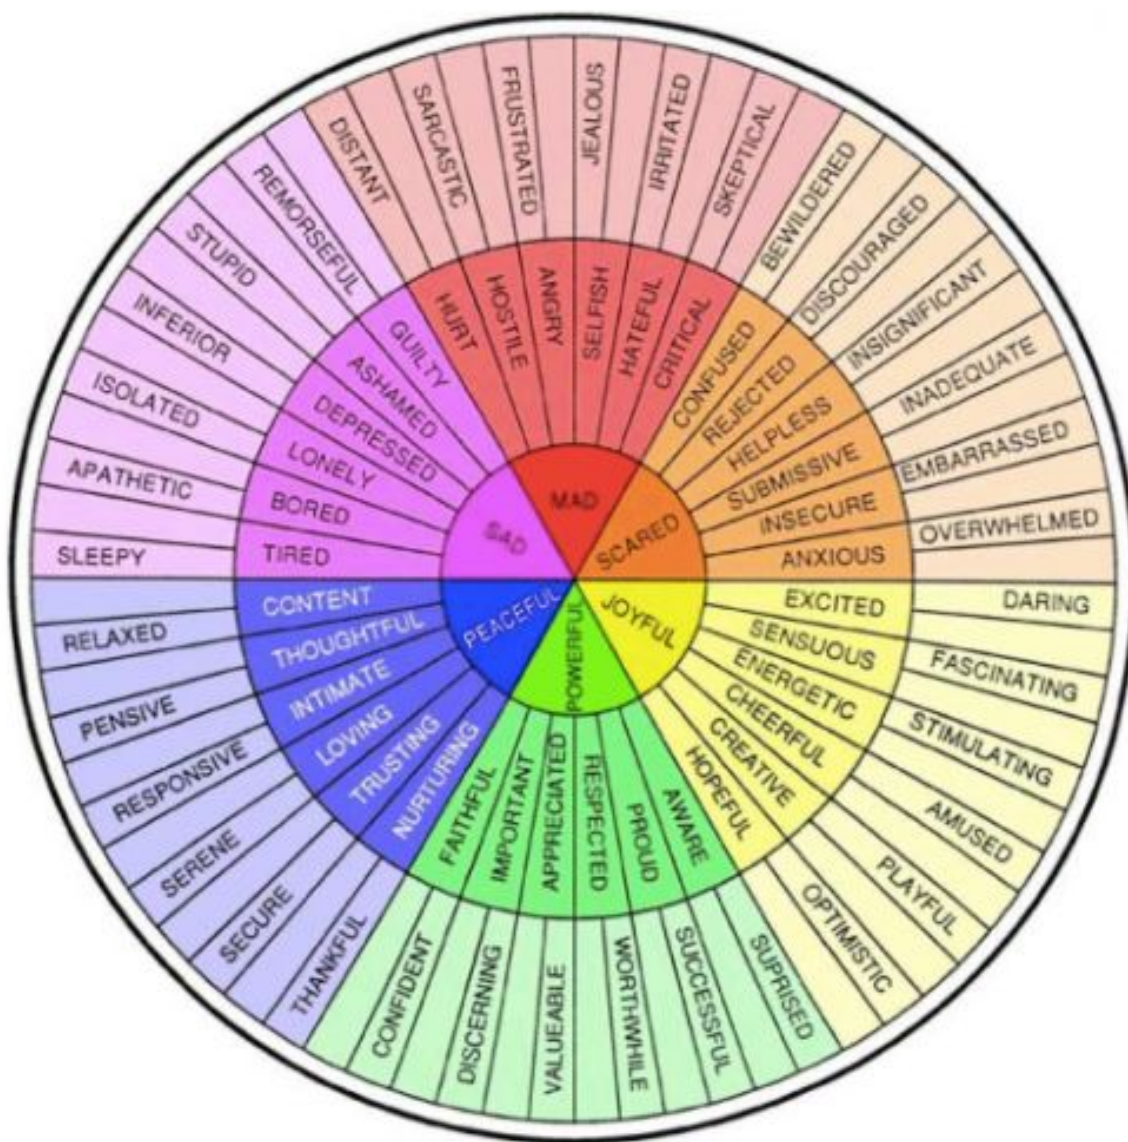 MAD
SCARED
JOYFUL
POWERFUL
PEACEFUL
SAD
HURT
HOSTILE
ANGRY
SELFISH
HATEFUL
CRITICAL
CONFUSED
REJECTED
HELPLESS
SUBMISSIVE
INSECURE
ANXIOUS
EXCITED
SENSUOUS
ENERGETIC
CHEERFUL
CREATIVE
HOPEFUL
AWARE
PROUD
RESPECTED
APPRECIATED
IMPORTANT
FAITHFUL
NURTURING
TRUSTING
LOVING
INTIMATE
THOUGHTFUL
CONTENT
TIRED
BORED
LONELY
DEPRESSED
ASHAMED
GUILTY
DISTANT
SARCASTIC
FRUSTRATED
JEALOUS
IRRITATED
SKEPTICAL
BEWILDERED
DISCOURAGED
INSIGNIFICANT
INADEQUATE
EMBARRASSED
OVERWHELMED
DARING
FASCINATING
STIMULATING
AMUSED
PLAYFUL
OPTIMISTIC
SUPRISED
SUCCESSFUL
WORTHWHILE
VALUEABLE
DISCERNING
CONFIDENT
THANKFUL
SECURE
SERENE
RESPONSIVE
PENSIVE
RELAXED
SLEEPY
APATHETIC
ISOLATED
INFERIOR
STUPID
REMORSEFUL